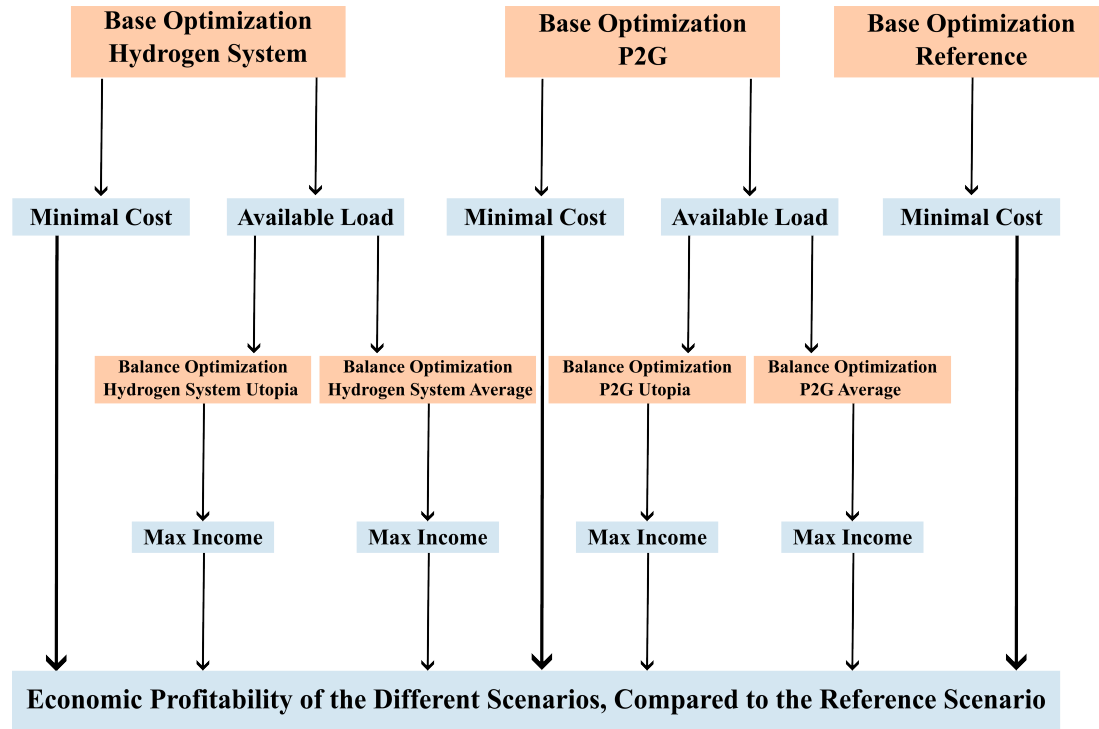 Base Optimization
Hydrogen System
Base Optimization
P2G
Base Optimization
Reference
Minimal Cost
Available Load
Minimal Cost
Available Load
Minimal Cost
Balance Optimization
Hydrogen System Utopia
Balance Optimization
Hydrogen System Average
Balance Optimization
P2G Utopia
Balance Optimization
P2G Average
Max Income
Max Income
Max Income
Max Income
Economic Profitability of the Different Scenarios, Compared to the Reference Scenario